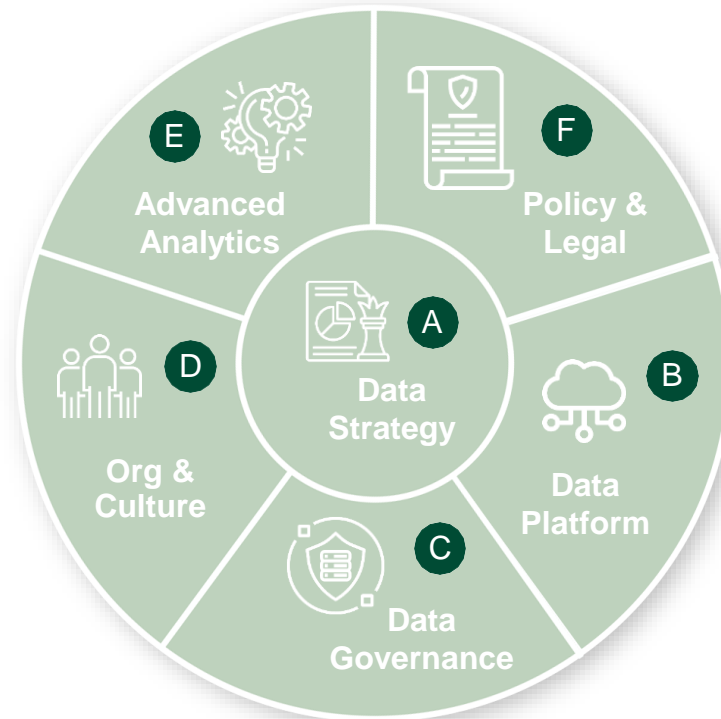 E
Advanced
Analytics
F
Policy &
Legal
A
Data
Strategy
D
Org &
Culture
B
Data
Platform
C
Data
Governance